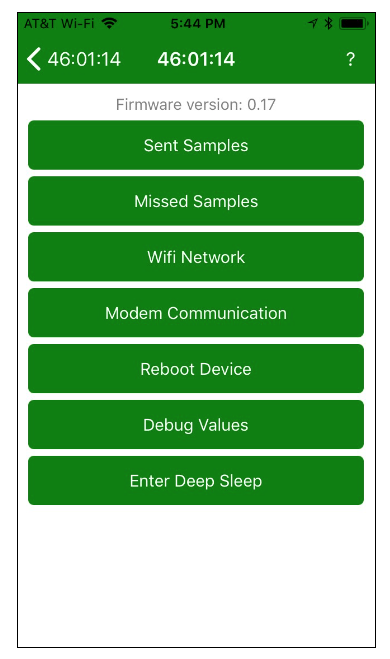 AT&T Wi-Fi 5:44 PM
46:01:14 46:01:14 ?
Firmware version: 0.17
Sent Samples
Missed Samples
Wifi Network
Modem Communication
Reboot Device
Debug Values
Enter Deep Sleep